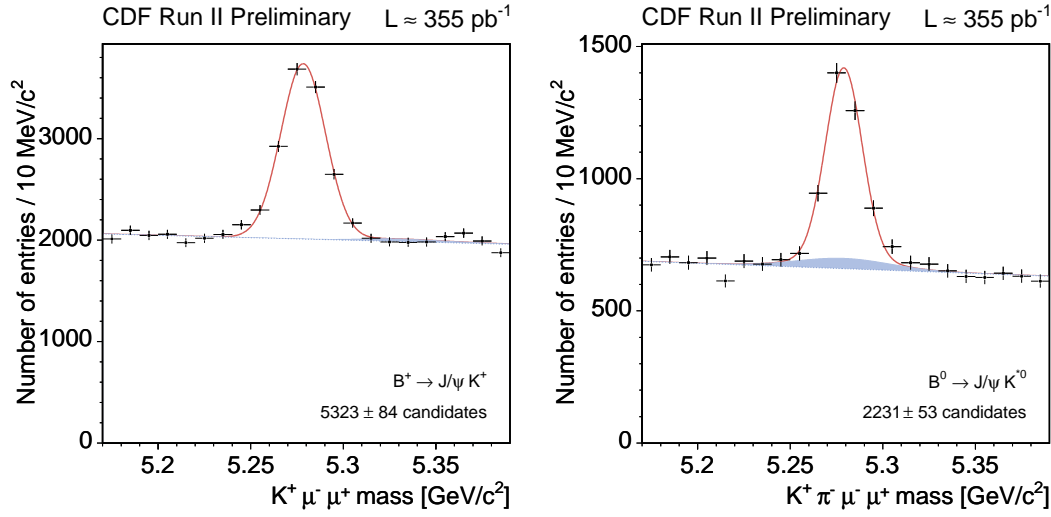 CDF Run II Preliminary L ≈ 355 pb⁻¹
Number of entries / 10 MeV/c²
3000
2000
1000
0
B⁺ → J/ψ K⁺
5323 ± 84 candidates
5.2 5.25 5.3 5.35
K⁺ μ⁻ μ⁺ mass [GeV/c²]
CDF Run II Preliminary L ≈ 355 pb⁻¹
Number of entries / 10 MeV/c²
1500
1000
500
0
B⁰ → J/ψ K*⁰
2231 ± 53 candidates
5.2 5.25 5.3 5.35
K⁺ π⁻ μ⁻ μ⁺ mass [GeV/c²]